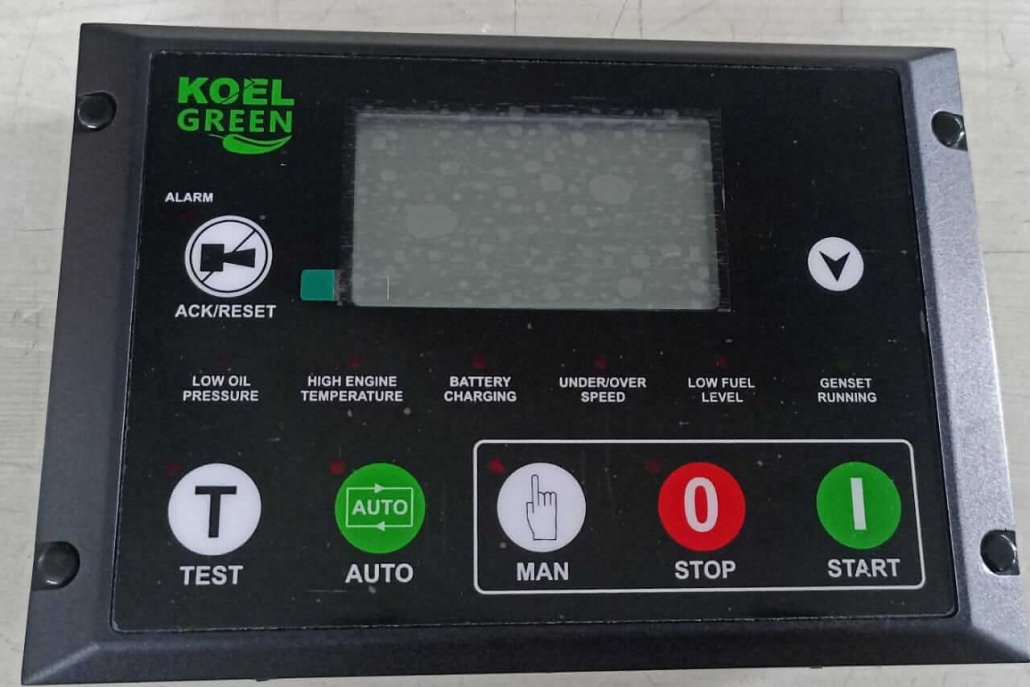 KOEL
GREEN
ALARM
ACK/RESET
LOW OIL
PRESSURE
HIGH ENGINE
TEMPERATURE
BATTERY
CHARGING
UNDER/OVER
SPEED
LOW FUEL
LEVEL
GENSET
RUNNING
T
TEST
AUTO
AUTO
MAN
0
STOP
I
START